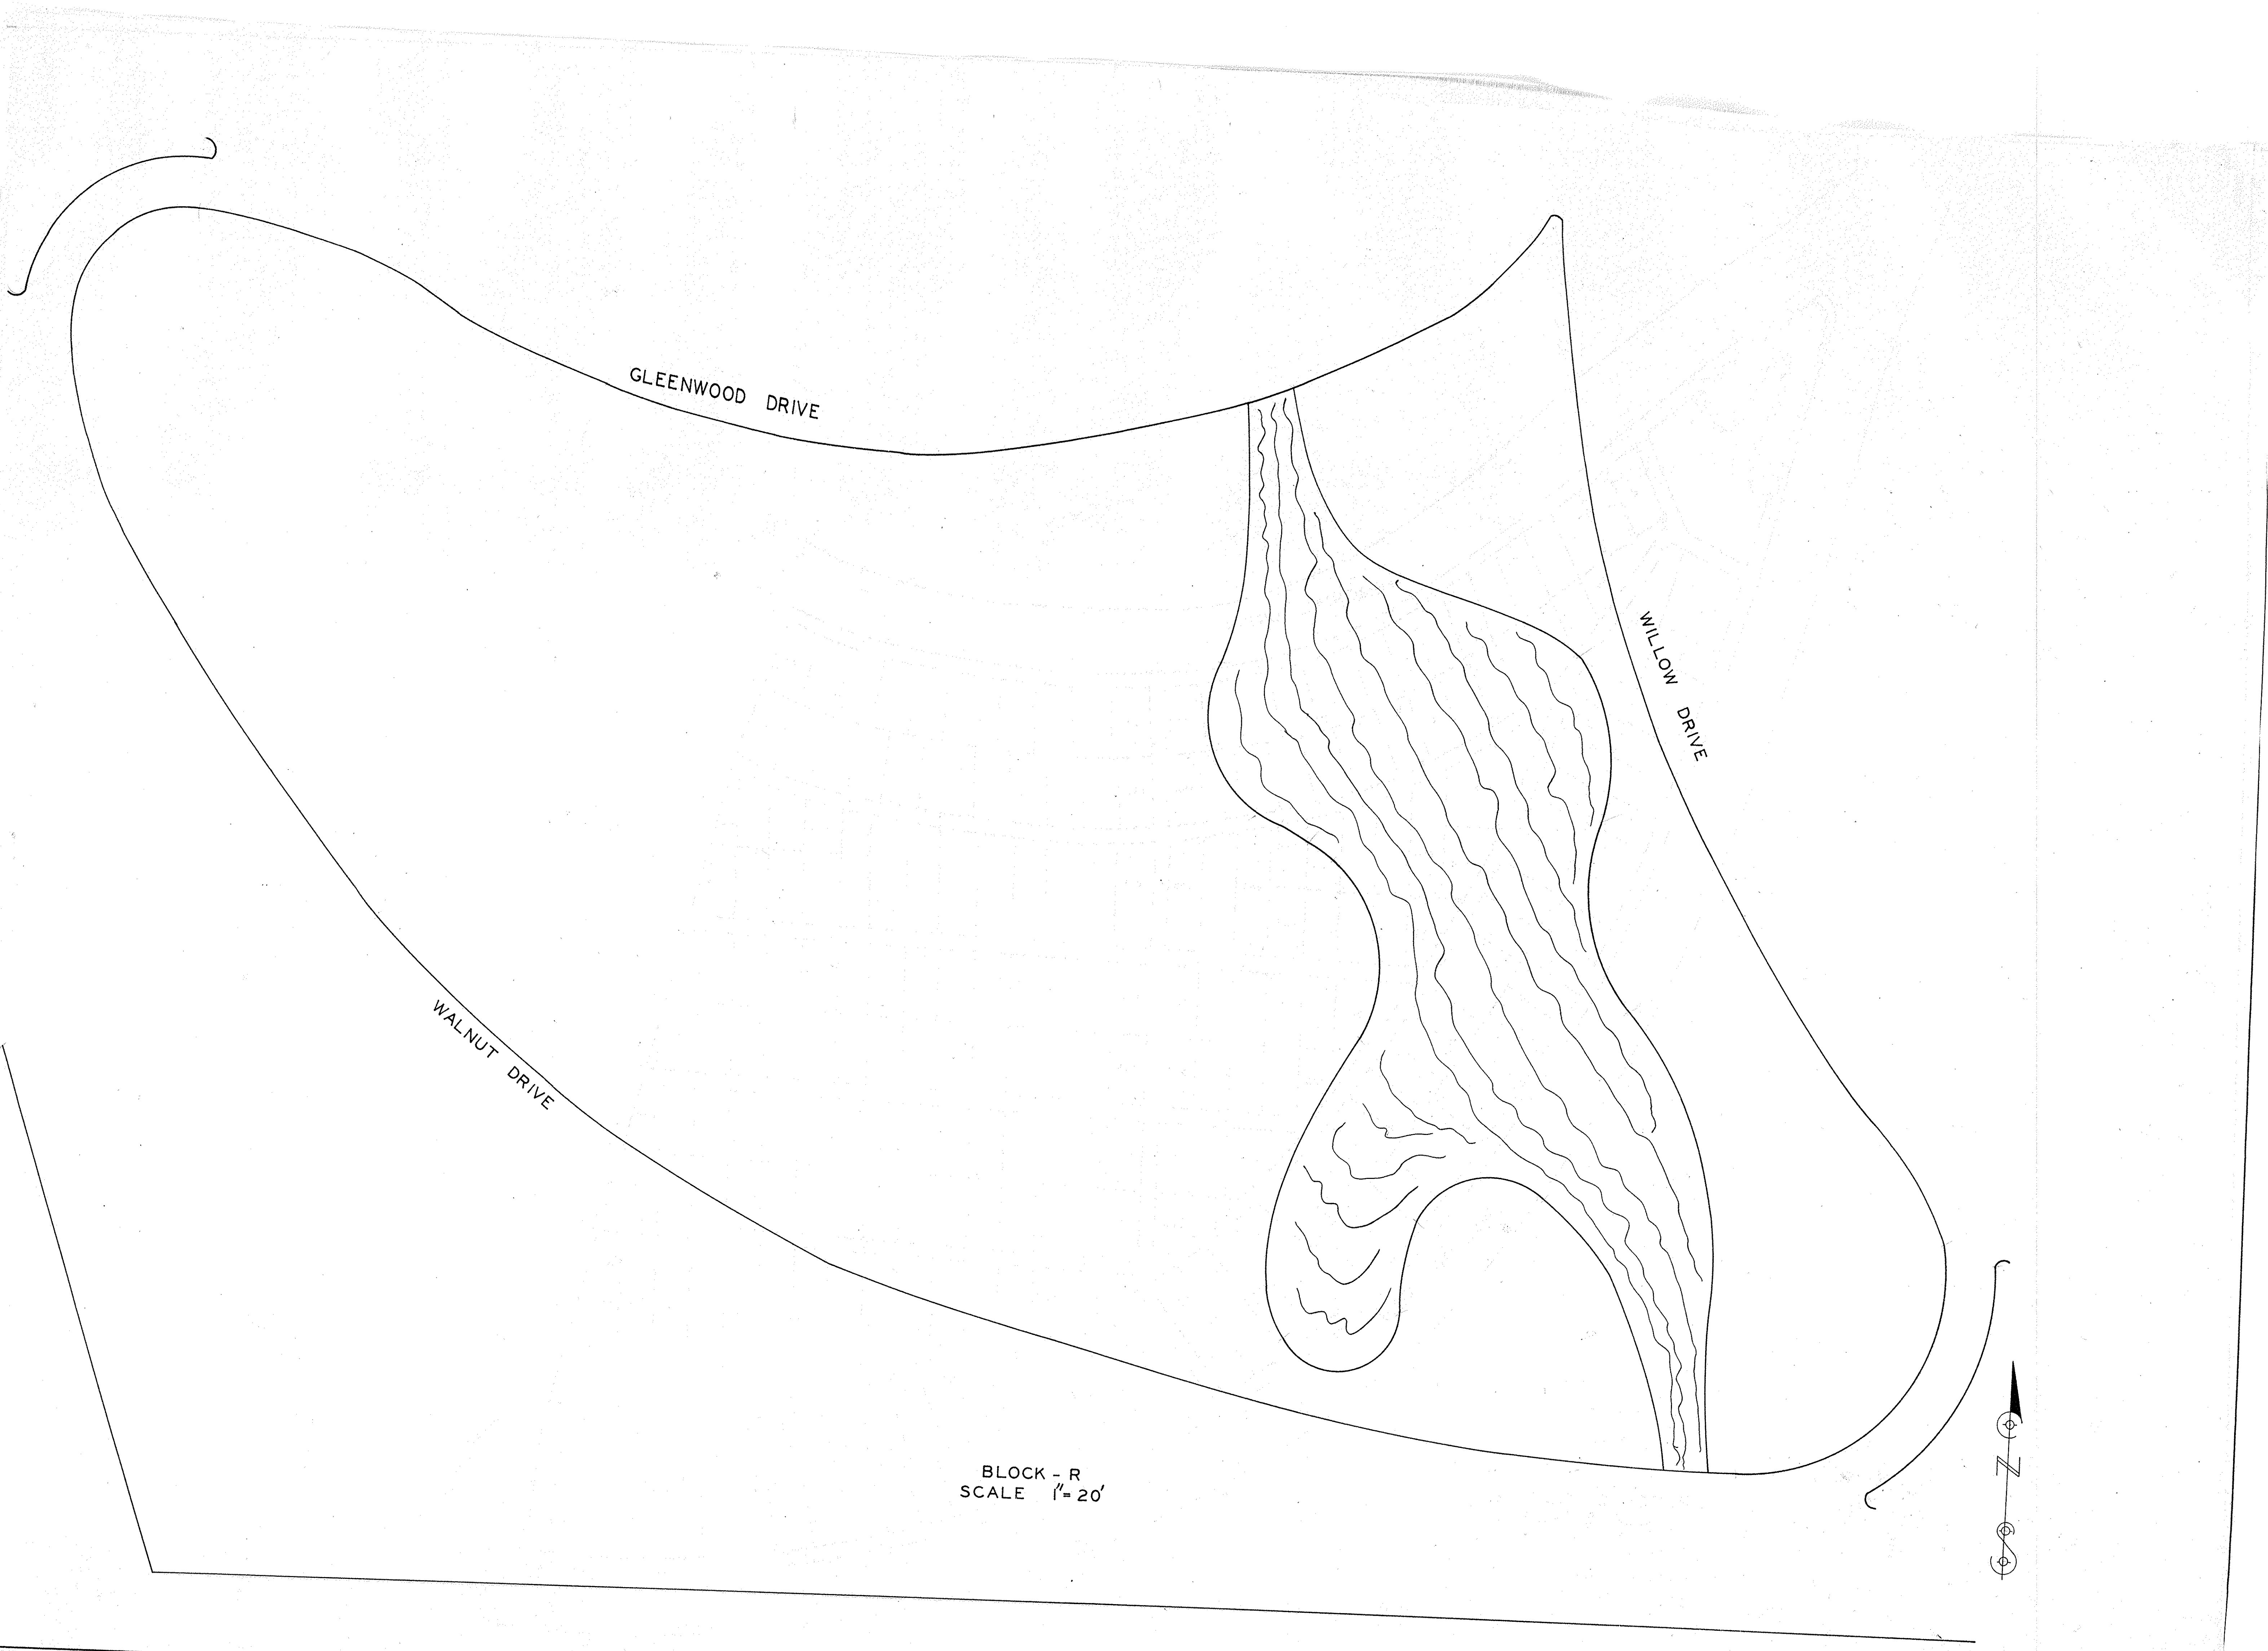 GLEENWOOD DRIVE
WILLOW DRIVE
WALNUT DRIVE
BLOCK - R
SCALE 1"= 20'
N
S